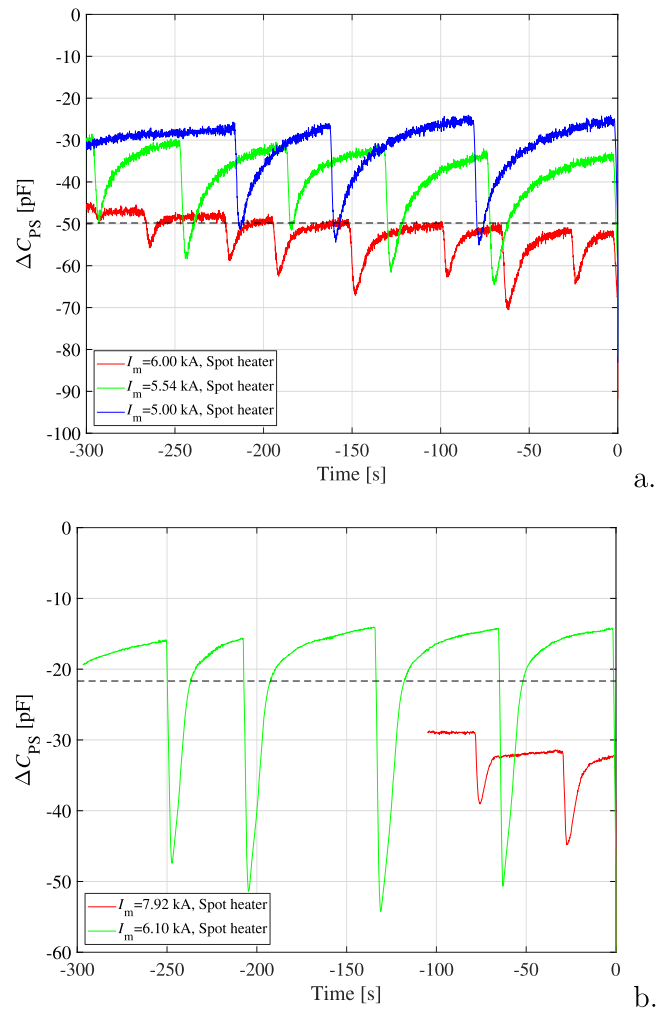 0
-10
-20
-30
-40
-50
-60
-70
-80
-90
-100
ΔC_PS [pF]
I_m=6.00 kA, Spot heater
I_m=5.54 kA, Spot heater
I_m=5.00 kA, Spot heater
-300 -250 -200 -150 -100 -50 0
Time [s]
a.
0
-10
-20
-30
-40
-50
-60
ΔC_PS [pF]
I_m=7.92 kA, Spot heater
I_m=6.10 kA, Spot heater
-300 -250 -200 -150 -100 -50 0
Time [s]
b.